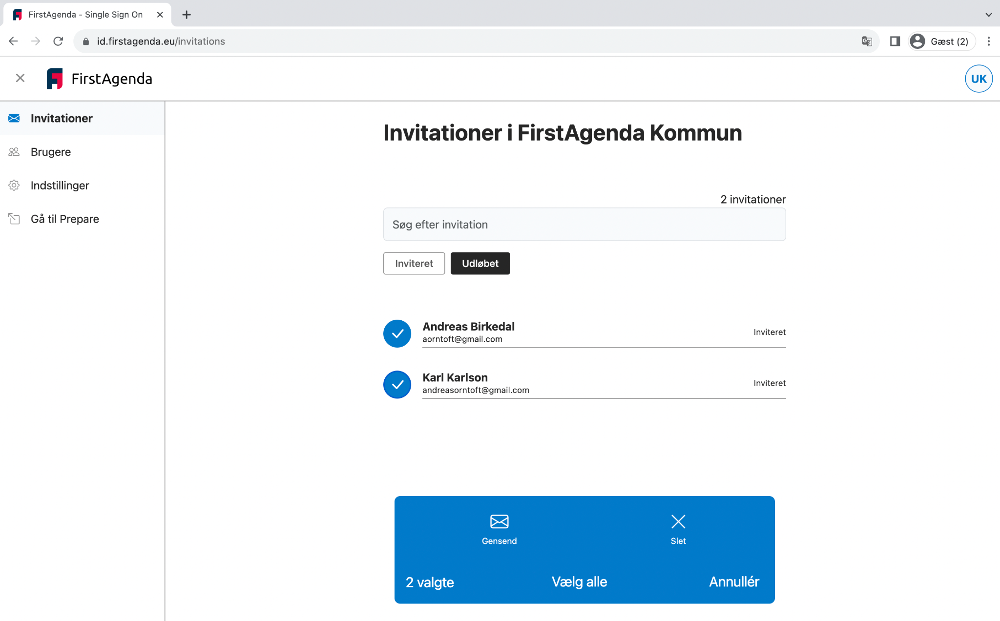 FirstAgenda - Single Sign On
id.firstagenda.eu/invitations
Gæst (2)
FirstAgenda
UK
Invitationer
Brugere
Indstillinger
Gå til Prepare
Invitationer i FirstAgenda Kommun
2 invitationer
Søg efter invitation
Inviteret
Udløbet
Andreas Birkedal
Inviteret
aorntoft@gmail.com
Karl Karlson
Inviteret
andreasorntoft@gmail.com
Gensend
Slet
2 valgte
Vælg alle
Annullér